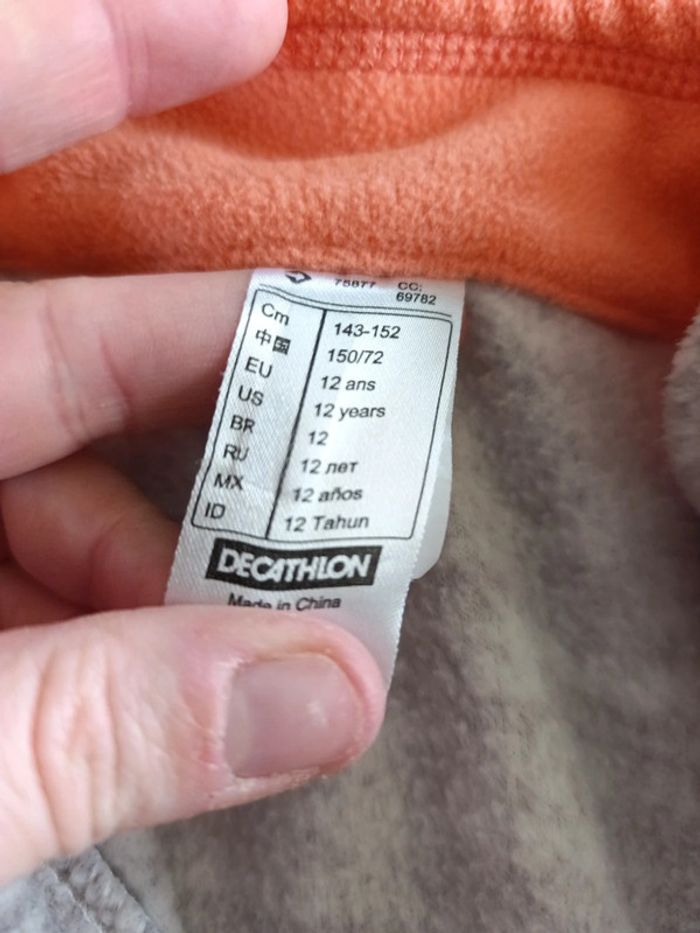 75877 CC:
69782
Cm 143-152
中国 150/72
EU 12 ans
US 12 years
BR 12
RU 12 лет
MX 12 años
ID 12 Tahun
DECATHLON
Made in China